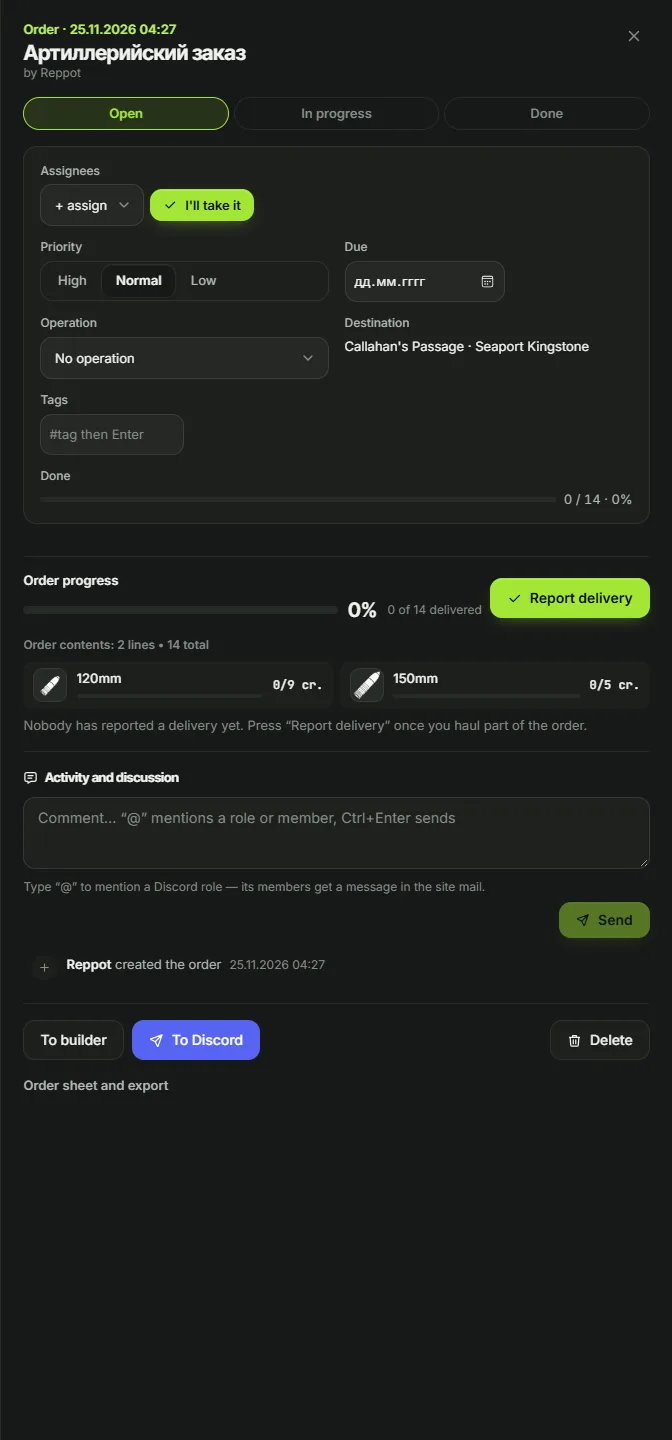 Order · 25.11.2026 04:27
Артиллерийский заказ
by Reppot
Open
In progress
Done
Assignees
+ assign
I'll take it
Priority
Due
High
Normal
Low
дд.мм.гггг
Operation
Destination
No operation
Callahan's Passage · Seaport Kingstone
Tags
#tag then Enter
Done
0 / 14 · 0%
Order progress
0%
0 of 14 delivered
Report delivery
Order contents: 2 lines • 14 total
120mm
0/9 cr.
150mm
0/5 cr.
Nobody has reported a delivery yet. Press “Report delivery” once you haul part of the order.
Activity and discussion
Comment... “@” mentions a role or member, Ctrl+Enter sends
Type “@” to mention a Discord role — its members get a message in the site mail.
Send
Reppot created the order 25.11.2026 04:27
To builder
To Discord
Delete
Order sheet and export